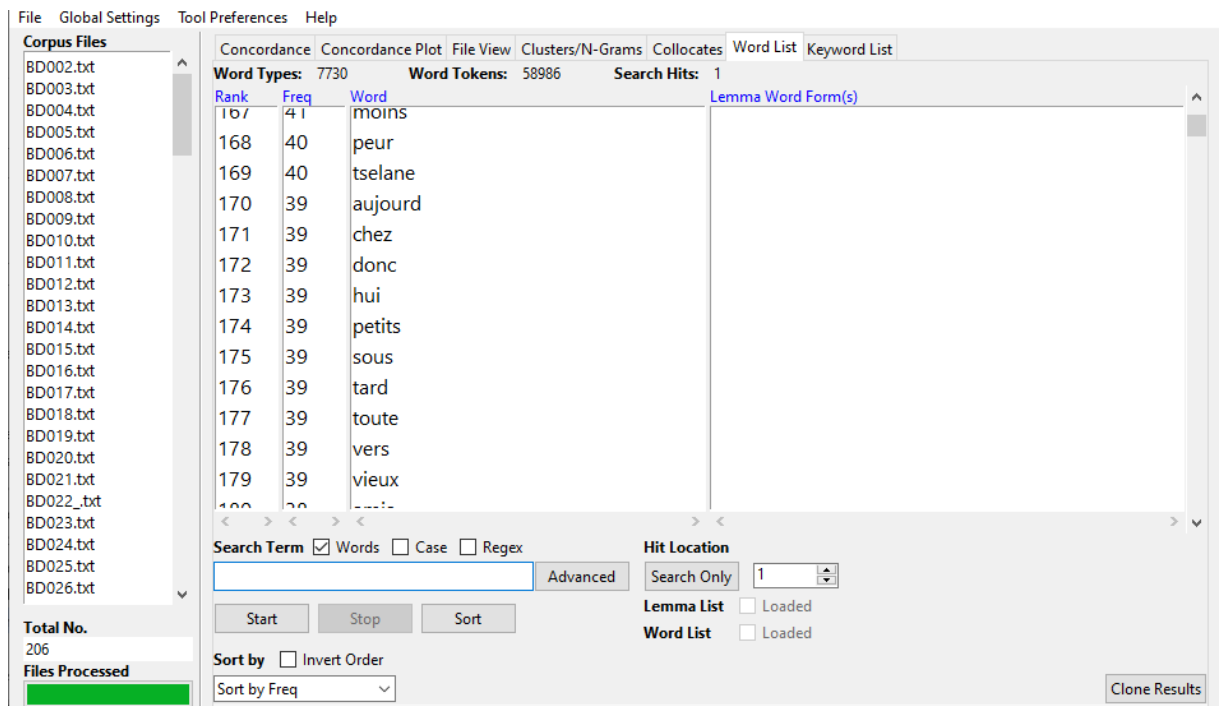 File Global Settings Tool Preferences Help
Corpus Files
BD002.txt
BD003.txt
BD004.txt
BD005.txt
BD006.txt
BD007.txt
BD008.txt
BD009.txt
BD010.txt
BD011.txt
BD012.txt
BD013.txt
BD014.txt
BD015.txt
BD016.txt
BD017.txt
BD018.txt
BD019.txt
BD020.txt
BD021.txt
BD022_.txt
BD023.txt
BD024.txt
BD025.txt
BD026.txt
Total No.
206
Files Processed
Concordance Concordance Plot File View Clusters/N-Grams Collocates Word List Keyword List
Word Types: 7730 Word Tokens: 58986 Search Hits: 1
Rank Freq Word Lemma Word Form(s)
167 41 moins
168 40 peur
169 40 tselane
170 39 aujourd
171 39 chez
172 39 donc
173 39 hui
174 39 petits
175 39 sous
176 39 tard
177 39 toute
178 39 vers
179 39 vieux
Search Term Words Case Regex Hit Location
Advanced Search Only 1
Lemma List Loaded
Start Stop Sort
Word List Loaded
Sort by Invert Order
Sort by Freq Clone Results